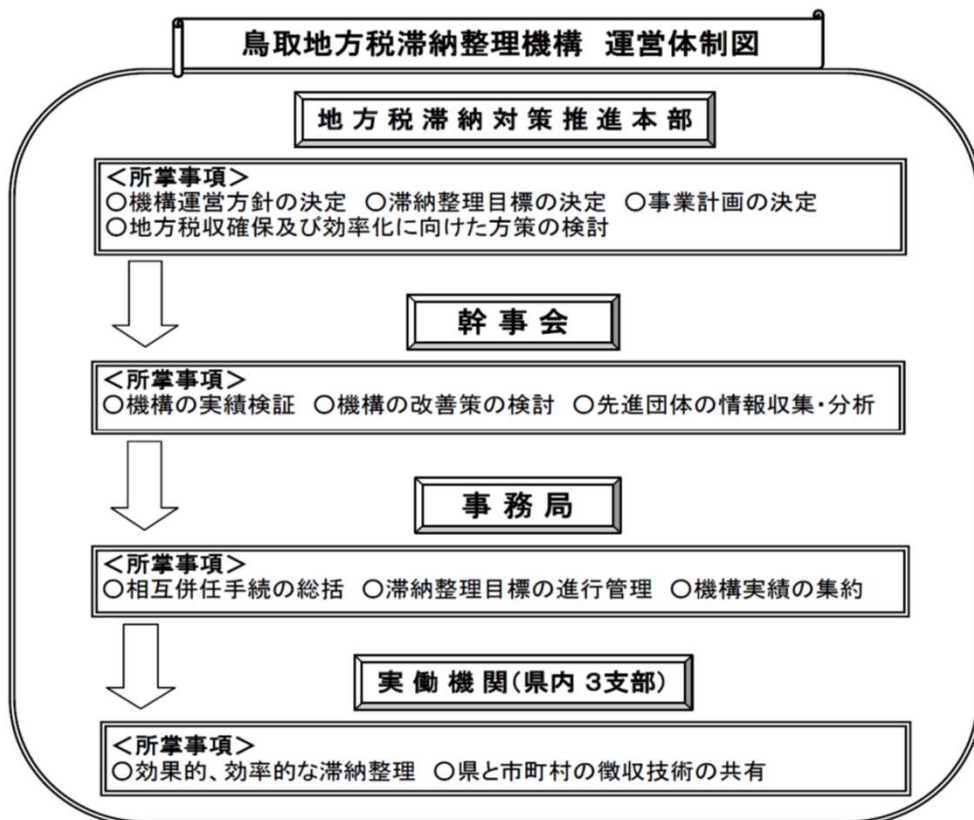 鳥取地方税滞納整理機構 運営体制図
地方税滞納対策推進本部
＜所掌事項＞
○機構運営方針の決定 ○滞納整理目標の決定 ○事業計画の決定
○地方税収確保及び効率化に向けた方策の検討
幹事会
＜所掌事項＞
○機構の実績検証 ○機構の改善策の検討 ○先進団体の情報収集・分析
事務局
＜所掌事項＞
○相互併任手続の総括 ○滞納整理目標の進行管理 ○機構実績の集約
実働機関(県内 3支部)
＜所掌事項＞
○効果的、効率的な滞納整理 ○県と市町村の徴収技術の共有